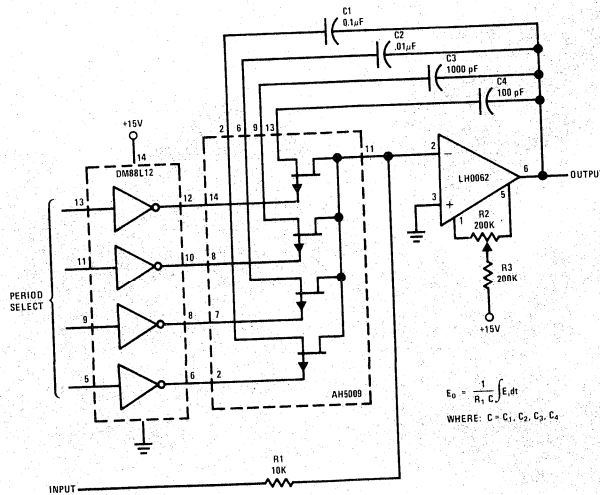 C1
0.1μF
C2
.01μF
C3
1000 pF
C4
100 pF
+15V
14
DM88L12
2 6 9 13
11
2
LH0062
6
OUTPUT
3
5
1
R2
200K
R3
200K
+15V
13
12
14
11
10
8
PERIOD
SELECT
9
8
7
5
6
2
AH5009
E₀ = 1/R₁ C ∫E₁dt
WHERE: C = C₁, C₂, C₃, C₄
R1
10K
INPUT